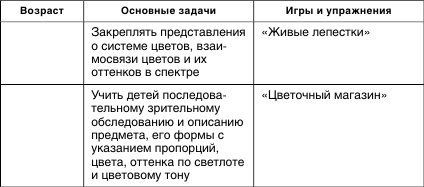 Возраст Основные задачи Игры и упражнения
Закреплять представления «Живые лепестки»
о системе цветов, взаи-
мосвязи цветов и их
оттенков в спектре
Учить детей последова- «Цветочный магазин»
тельному зрительному
обследованию и описанию
предмета, его формы с
указанием пропорций,
цвета, оттенка по светлоте
и цветовому тону